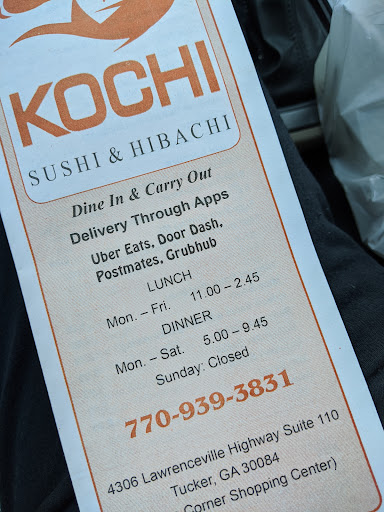 KOCHI
SUSHI & HIBACHI
Dine In & Carry Out
Delivery Through Apps
Uber Eats, Door Dash,
Postmates, Grubhub
LUNCH
Mon. – Fri. 11.00 – 2.45
DINNER
Mon. – Sat. 5.00 – 9.45
Sunday: Closed
770-939-3831
4306 Lawrenceville Highway Suite 110
Tucker, GA 30084
Corner Shopping Center)